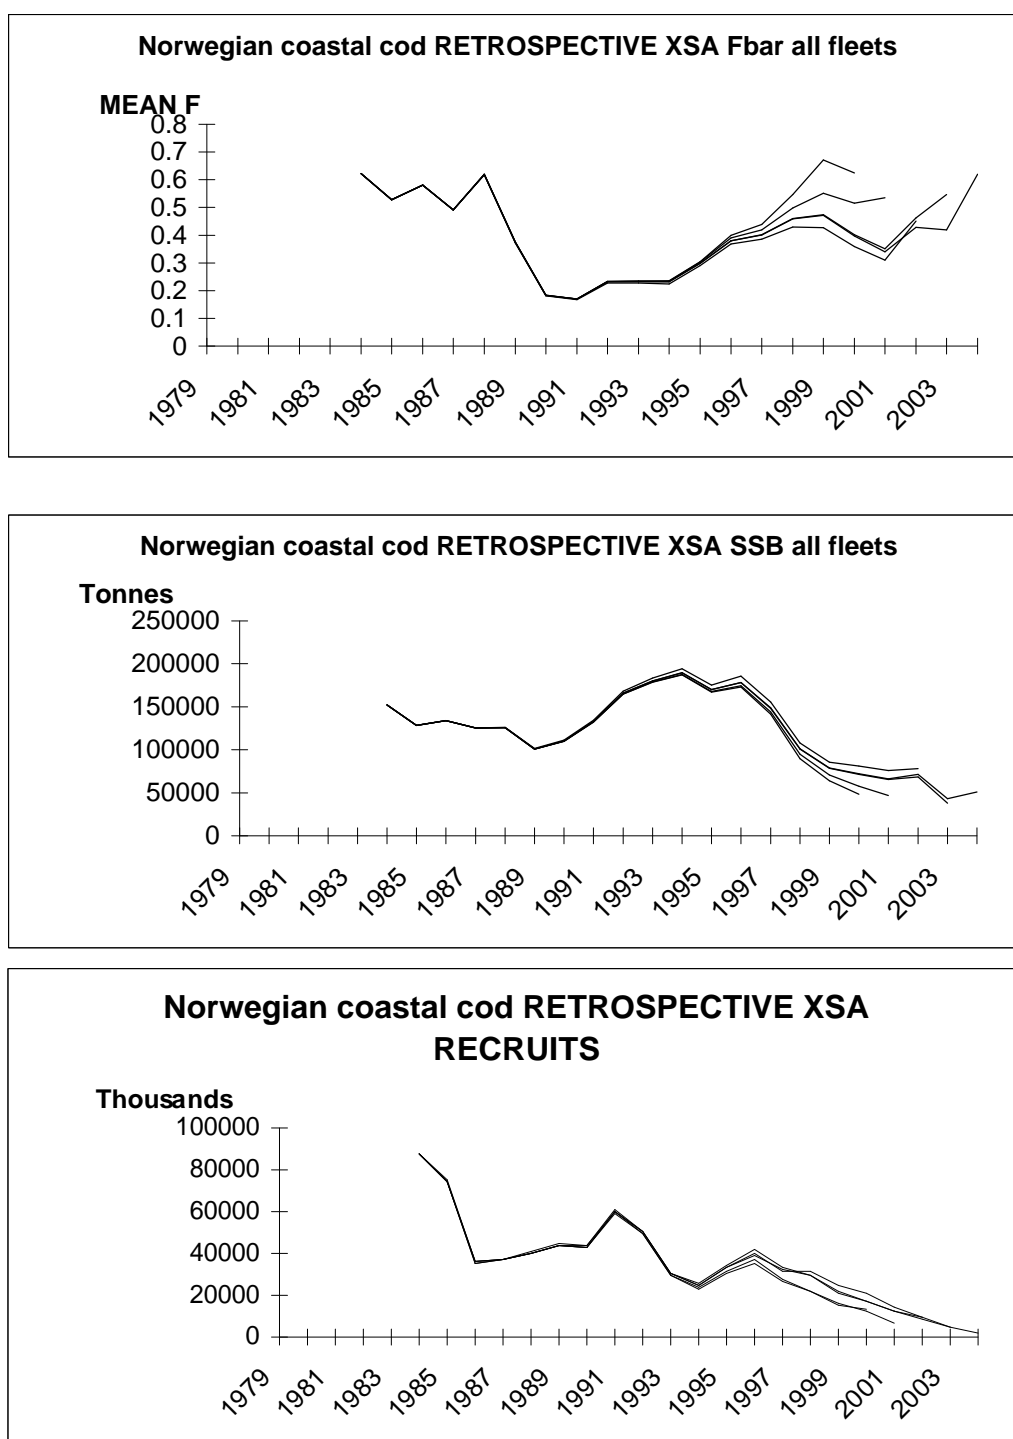 Norwegian coastal cod RETROSPECTIVE XSA Fbar all fleets
MEAN F
0.8
0.7
0.6
0.5
0.4
0.3
0.2
0.1
0
1979 1981 1983 1985 1987 1989 1991 1993 1995 1997 1999 2001 2003
Norwegian coastal cod RETROSPECTIVE XSA SSB all fleets
Tonnes
250000
200000
150000
100000
50000
0
1979 1981 1983 1985 1987 1989 1991 1993 1995 1997 1999 2001 2003
Norwegian coastal cod RETROSPECTIVE XSA
RECRUITS
Thousands
100000
80000
60000
40000
20000
0
1979 1981 1983 1985 1987 1989 1991 1993 1995 1997 1999 2001 2003